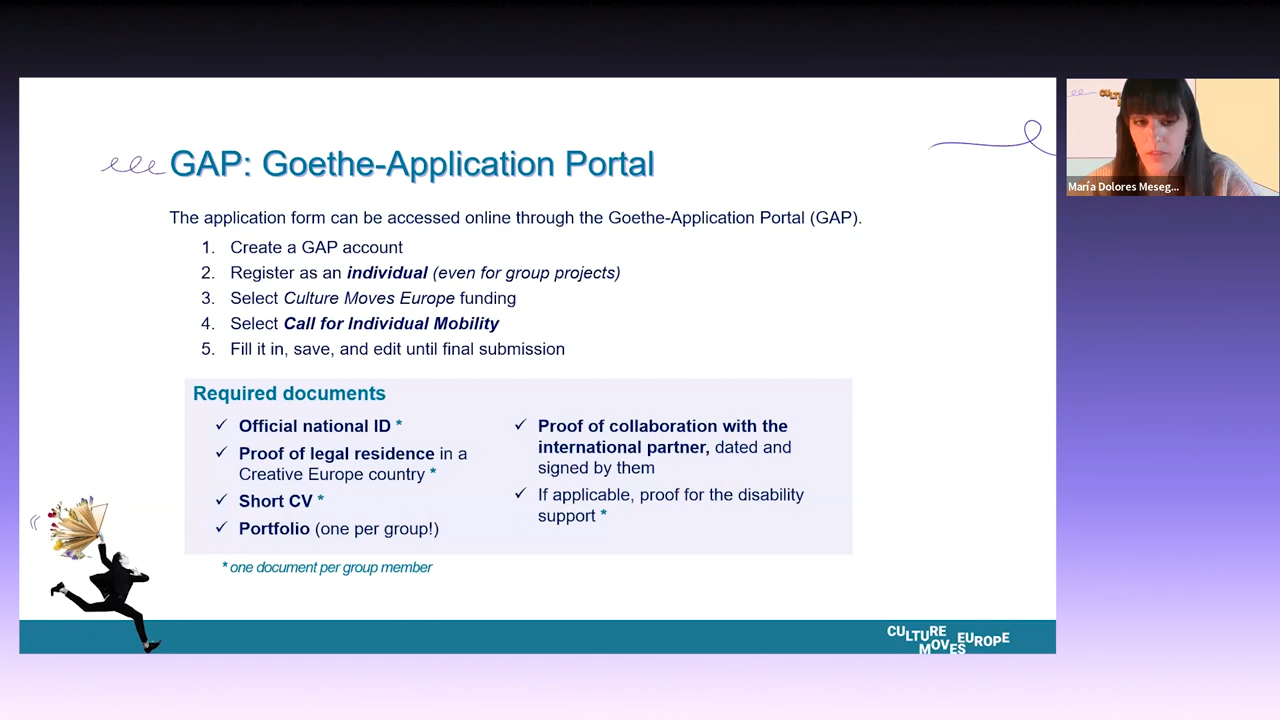 GAP: Goethe-Application Portal
The application form can be accessed online through the Goethe-Application Portal (GAP).
1. Create a GAP account
2. Register as an individual (even for group projects)
3. Select Culture Moves Europe funding
4. Select Call for Individual Mobility
5. Fill it in, save, and edit until final submission
Required documents
✓ Official national ID *
✓ Proof of legal residence in a
Creative Europe country *
✓ Short CV *
✓ Portfolio (one per group!)
✓ Proof of collaboration with the
international partner, dated and
signed by them
✓ If applicable, proof for the disability
support *
* one document per group member
CULTURE
MOVES EUROPE
María Dolores Meseg...